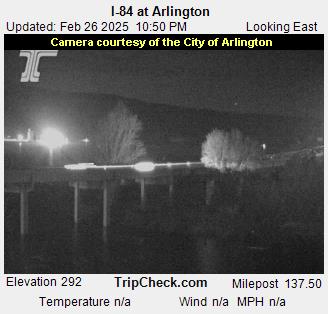 I-84 at Arlington
Updated: Feb 26 2025 10:50 PM Looking East
Camera courtesy of the City of Arlington
Elevation 292 TripCheck.com Milepost 137.50
Temperature n/a Wind n/a MPH n/a